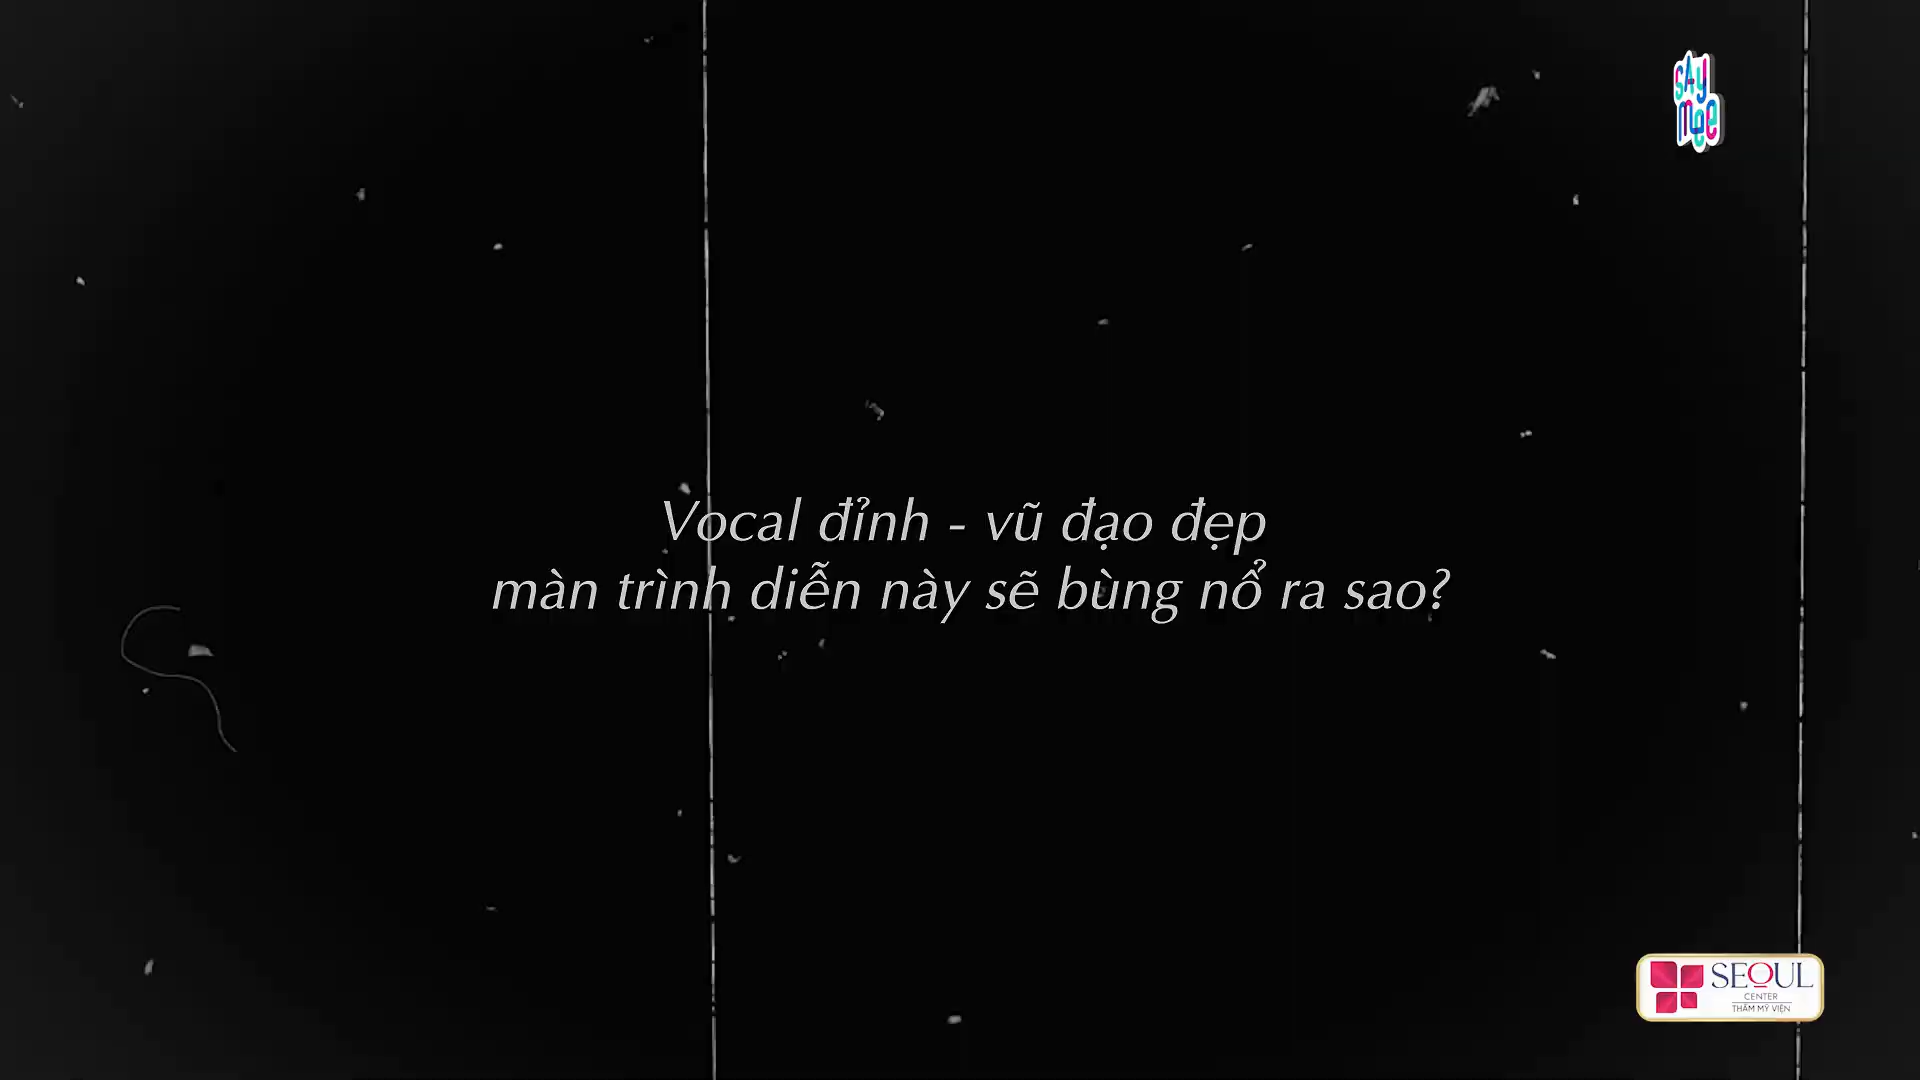 sAy
mee
Vocal đỉnh - vũ đạo đẹp
màn trình diễn này sẽ bùng nổ ra sao?
SEOUL
CENTER
THẨM MỸ VIỆN